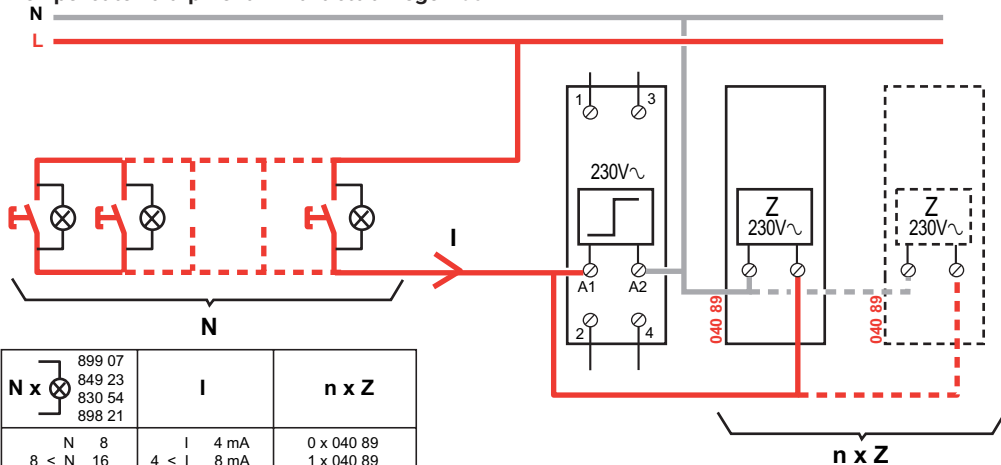 N
L
1
3
230V∿
Z
230V∿
Z
230V∿
I
A1
A2
040 89
040 89
N
2
4
n x Z
N x
899 07
849 23
830 54
898 21
I
n x Z
N 8
I 4 mA
0 x 040 89
8 < N 16
4 < I 8 mA
1 x 040 89